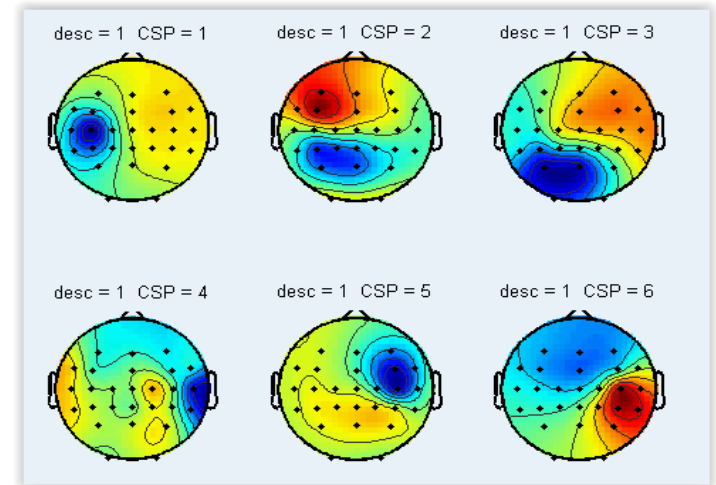 desc = 1  CSP = 1
desc = 1  CSP = 2
desc = 1  CSP = 3
desc = 1  CSP = 4
desc = 1  CSP = 5
desc = 1  CSP = 6